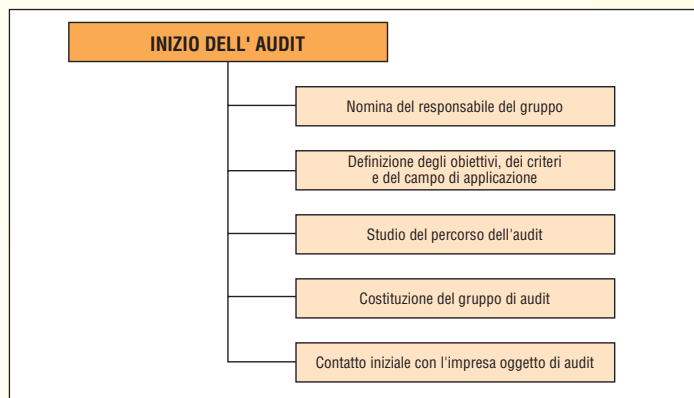 INIZIO DELL' AUDIT
Nomina del responsabile del gruppo
Definizione degli obiettivi, dei criteri
e del campo di applicazione
Studio del percorso dell'audit
Costituzione del gruppo di audit
Contatto iniziale con l'impresa oggetto di audit